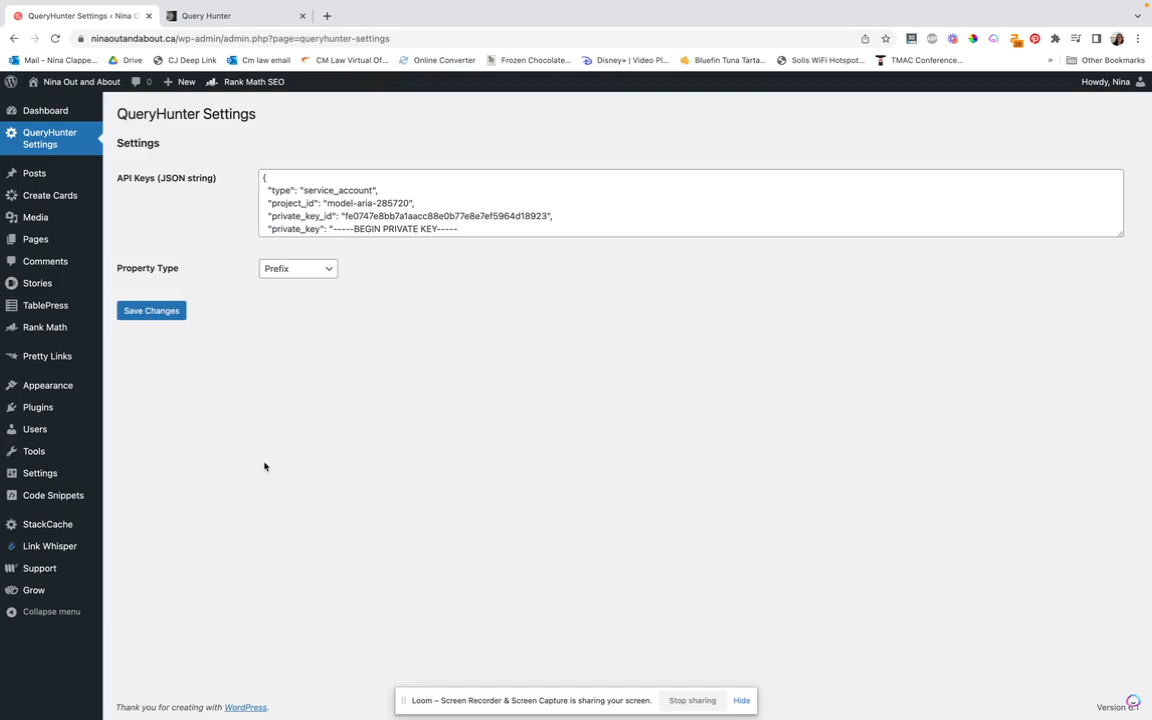 QueryHunter Settings < Nina O
Query Hunter
ninaoutandabout.ca/wp-admin/admin.php?page=queryhunter-settings
Mail - Nina Clappe...
Drive
CJ Deep Link
Cm law email
CM Law Virtual Of...
Online Converter
Frozen Chocolate...
Disney+ | Video Pl...
Bluefin Tuna Tarta...
Solis WiFi Hotspot...
TMAC Conference...
»
Other Bookmarks
Nina Out and About
0
New
Rank Math SEO
Howdy, Nina
Dashboard
QueryHunter
Settings
Posts
Create Cards
Media
Pages
Comments
Stories
TablePress
Rank Math
Pretty Links
Appearance
Plugins
Users
Tools
Settings
Code Snippets
StackCache
Link Whisper
Support
Grow
Collapse menu
QueryHunter Settings
Settings
API Keys (JSON string)
{
"type": "service_account",
"project_id": "model-aria-285720",
"private_key_id": "fe0747e8bb7a1aacc88e0b77e8e7ef5964d18923",
"private_key": "-----BEGIN PRIVATE KEY-----
Property Type
Prefix
Save Changes
Loom – Screen Recorder & Screen Capture is sharing your screen.
Stop sharing
Hide
Thank you for creating with WordPress.
Version